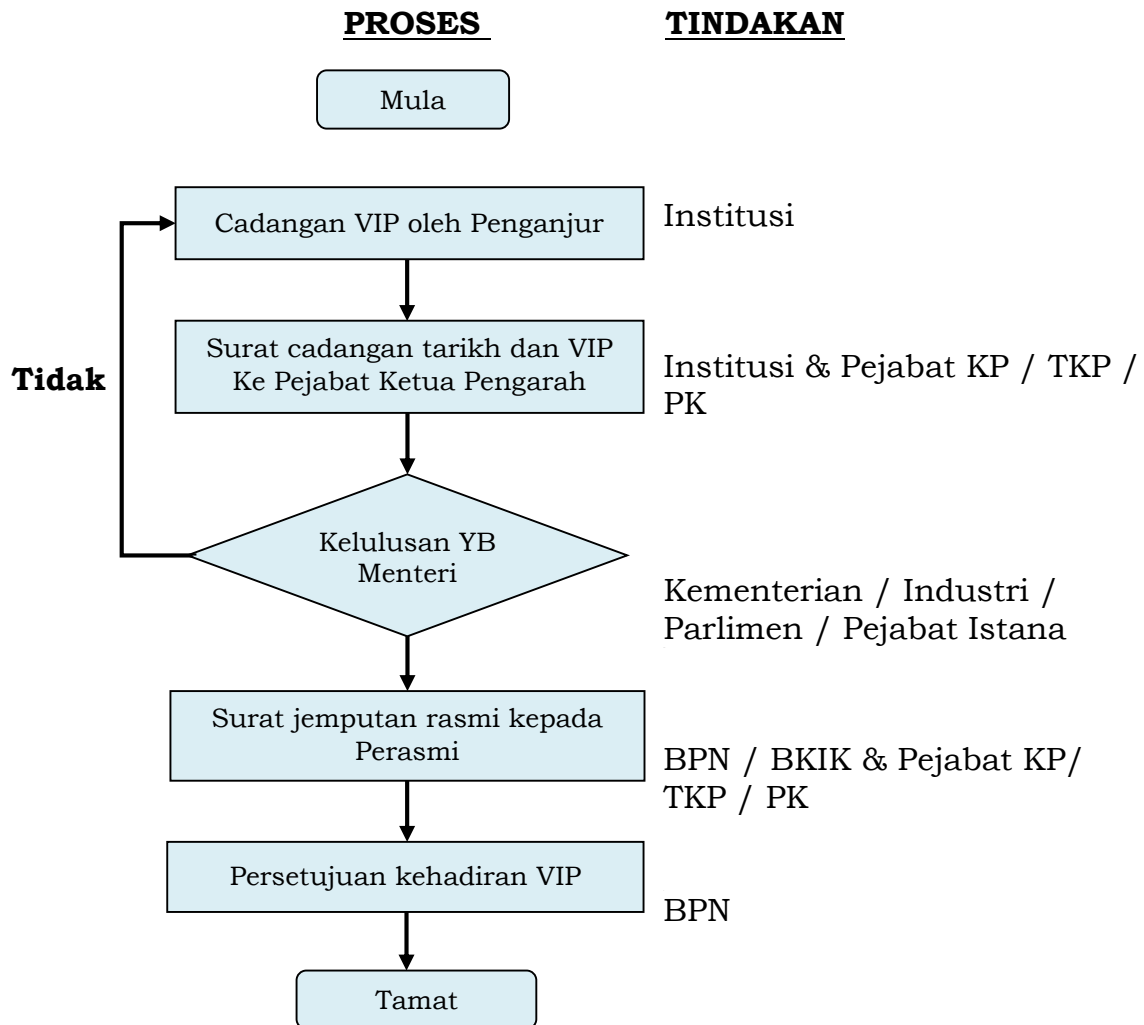 PROSES TINDAKAN
Mula
Cadangan VIP oleh Penganjur
Institusi
Surat cadangan tarikh dan VIP
Ke Pejabat Ketua Pengarah
Tidak
Institusi & Pejabat KP / TKP /
PK
Kelulusan YB
Menteri
Kementerian / Industri /
Parlimen / Pejabat Istana
Surat jemputan rasmi kepada
Perasmi
BPN / BKIK & Pejabat KP/
TKP / PK
Persetujuan kehadiran VIP
BPN
Tamat